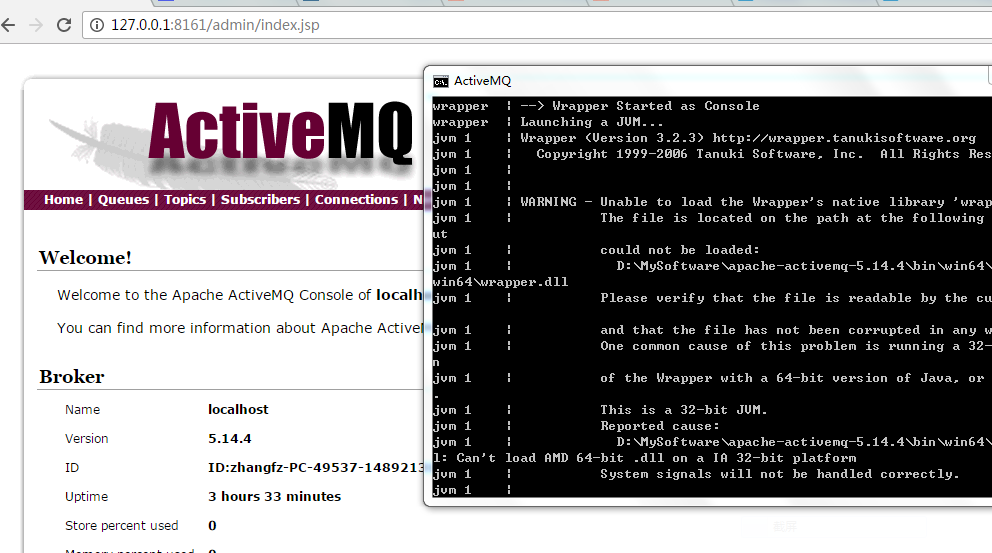 127.0.0.1:8161/admin/index.jsp
ActiveMQ
Home | Queues | Topics | Subscribers | Connections | N
Welcome!
Welcome to the Apache ActiveMQ Console of localh
You can find more information about Apache Active
Broker
Name localhost
Version 5.14.4
ID ID:zhangfz-PC-49537-1489213
Uptime 3 hours 33 minutes
Store percent used 0
Memory percent used 0
ActiveMQ
wrapper | --> Wrapper Started as Console
wrapper | Launching a JVM...
jvm 1 | Wrapper (Version 3.2.3) http://wrapper.tanukisoftware.org
jvm 1 | Copyright 1999-2006 Tanuki Software, Inc. All Rights Res
jvm 1 |
jvm 1 |
jvm 1 | WARNING - Unable to load the Wrapper's native library 'wrap
jvm 1 | The file is located on the path at the following
ut
jvm 1 | could not be loaded:
jvm 1 | D:\MySoftware\apache-activemq-5.14.4\bin\win64\
win64\wrapper.dll
jvm 1 | Please verify that the file is readable by the cu
jvm 1 | and that the file has not been corrupted in any w
jvm 1 | One common cause of this problem is running a 32-
n
jvm 1 | of the Wrapper with a 64-bit version of Java, or
.
jvm 1 | This is a 32-bit JVM.
jvm 1 | Reported cause:
jvm 1 | D:\MySoftware\apache-activemq-5.14.4\bin\win64\
l: Can't load AMD 64-bit .dll on a IA 32-bit platform
jvm 1 | System signals will not be handled correctly.
jvm 1 |